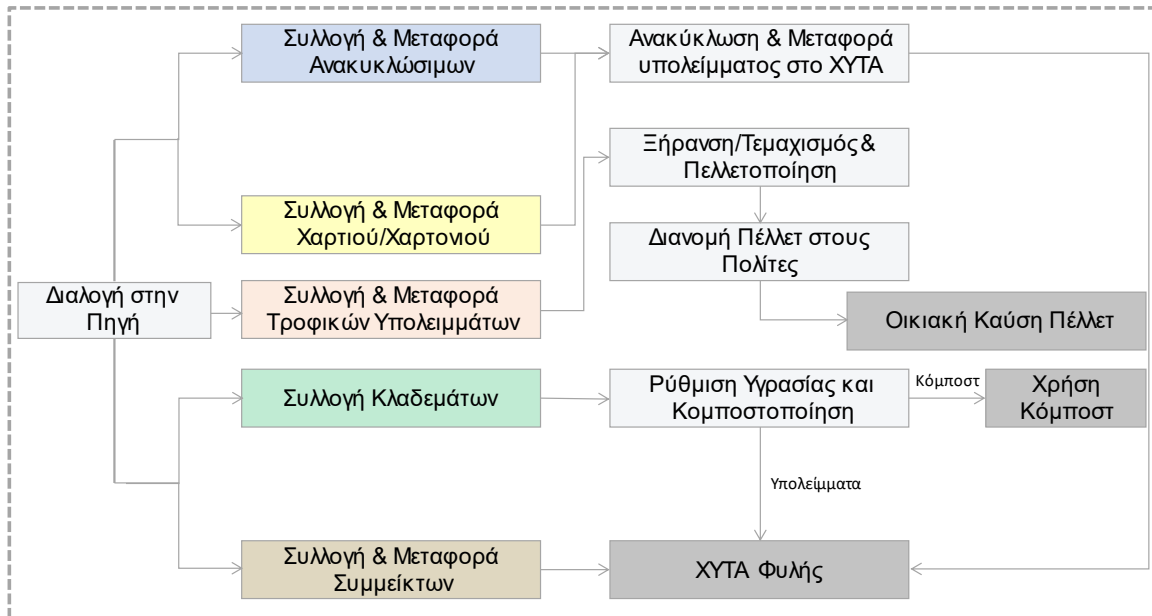 Συλλογή & Μεταφορά
Ανακυκλώσιμων
Ανακύκλωση & Μεταφορά
υπολείμματος στο ΧΥΤΑ
Ξήρανση/Τεμαχισμός &
Πελλετοποίηση
Συλλογή & Μεταφορά
Χαρτιού/Χαρτονιού
Διανομή Πέλλετ στους
Πολίτες
Διαλογή στην
Πηγή
Συλλογή & Μεταφορά
Τροφικών Υπολειμμάτων
Οικιακή Καύση Πέλλετ
Συλλογή Κλαδεμάτων
Ρύθμιση Υγρασίας και
Κομποστοποίηση
Κόμποστ
Χρήση
Κόμποστ
Υπολείμματα
Συλλογή & Μεταφορά
Συμμείκτων
ΧΥΤΑ Φυλής